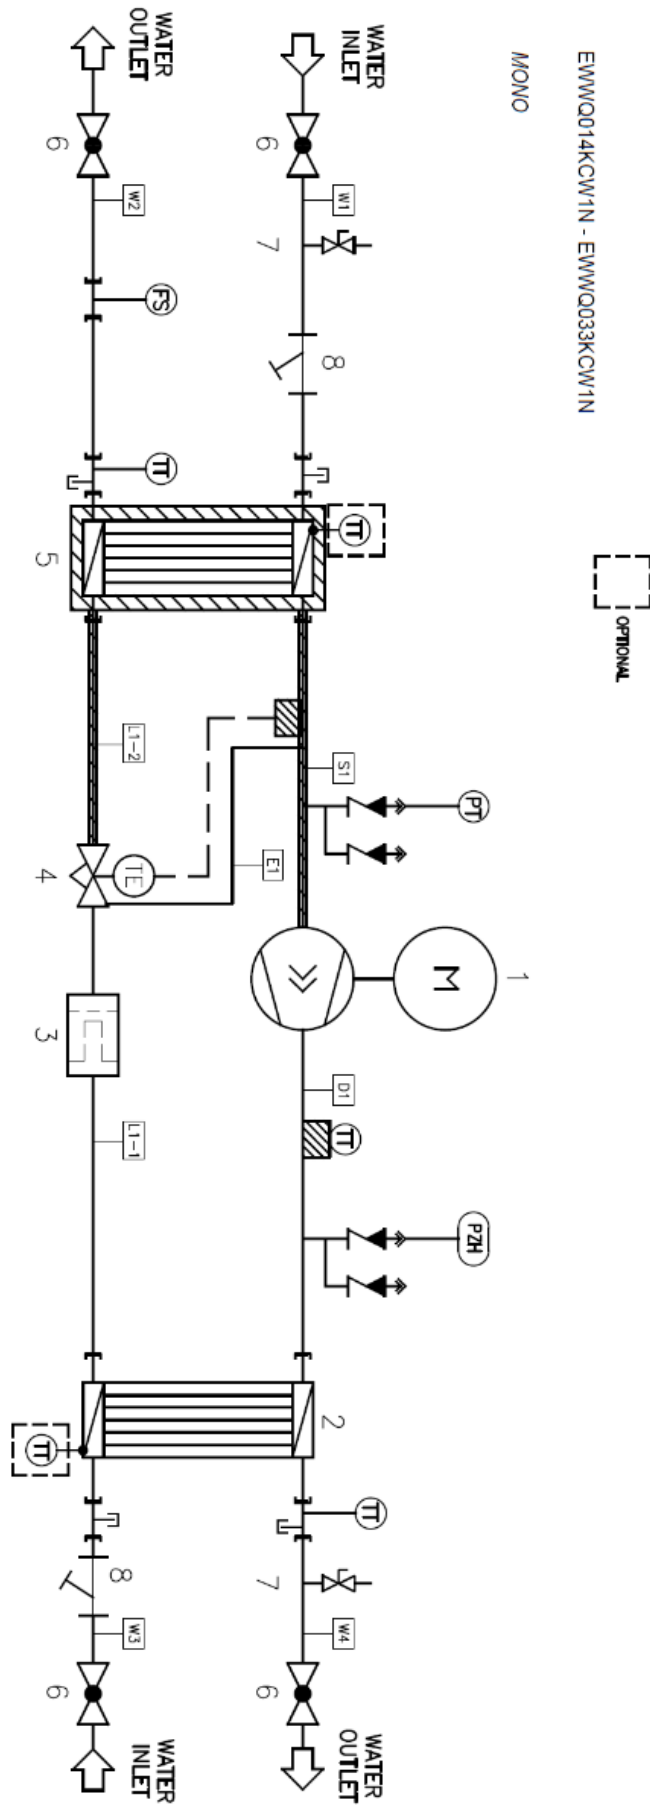 OPTIONAL
EWWQ014KCW1N - EWWQ033KCW1N
MONO
1
PT
M
PZH
WATER
INLET
TT
WATER
OUTLET
W1
8
TT
S1
D1
TT
2
W4
6
7
E1
7
6
WATER
OUTLET
W2
FS
TT
L1-2
TE
L1-1
8
W3
WATER
INLET
6
5
4
3
TT
6